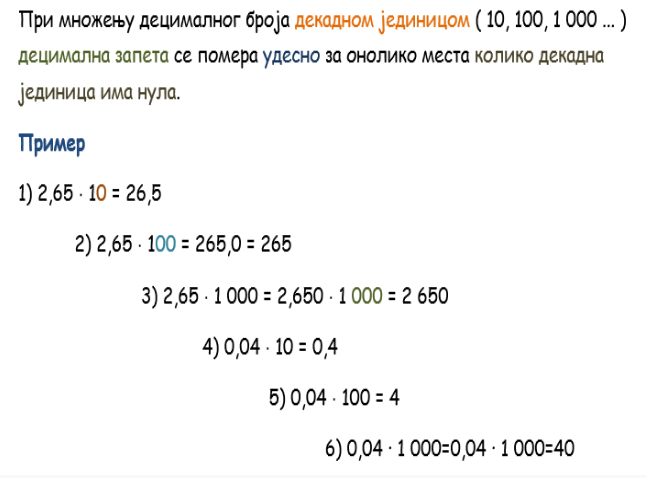 При множењу децималног броја декадном јединицом ( 10, 100, 1 000 ... )
децимална запета се помера удесно за онолико места колико декадна
јединица има нула.
Пример
1) 2,65 · 10 = 26,5
2) 2,65 · 100 = 265,0 = 265
3) 2,65 · 1 000 = 2,650 · 1 000 = 2 650
4) 0,04 · 10 = 0,4
5) 0,04 · 100 = 4
6) 0,04 · 1 000=0,04 · 1 000=40